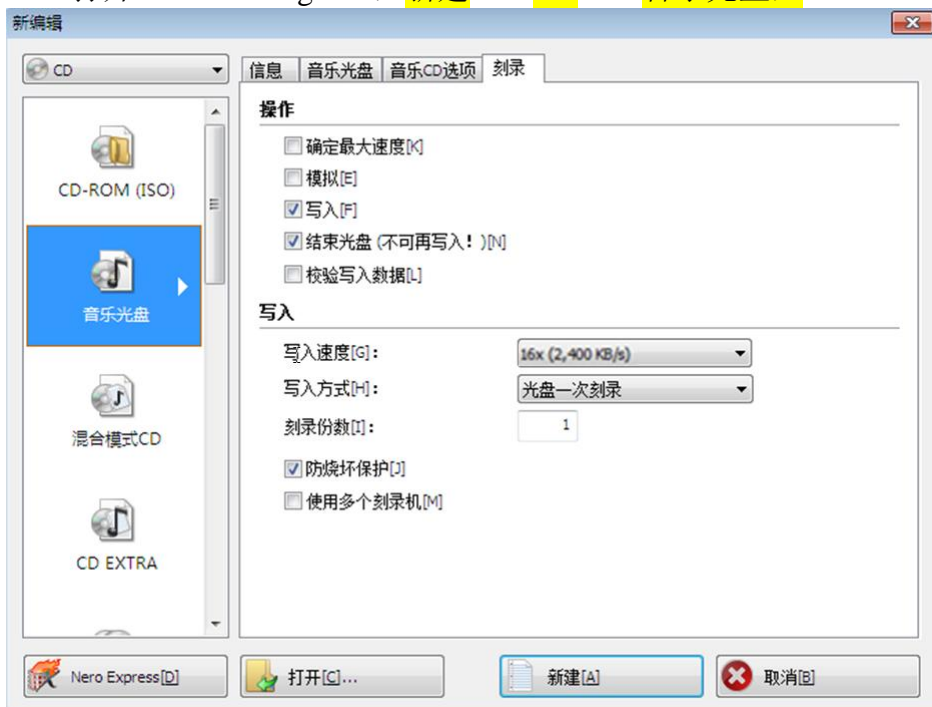 新编辑
CD
信息 音乐光盘 音乐CD选项 刻录
操作
确定最大速度[K]
模拟[E]
写入[F]
结束光盘 (不可再写入！)[N]
校验写入数据[L]
写入
写入速度[G]: 16x (2,400 KB/s)
写入方式[H]: 光盘一次刻录
刻录份数[I]: 1
防烧坏保护[J]
使用多个刻录机[M]
CD-ROM (ISO)
音乐光盘
混合模式CD
CD EXTRA
Nero Express[D] 打开[C]... 新建[A] 取消[B]